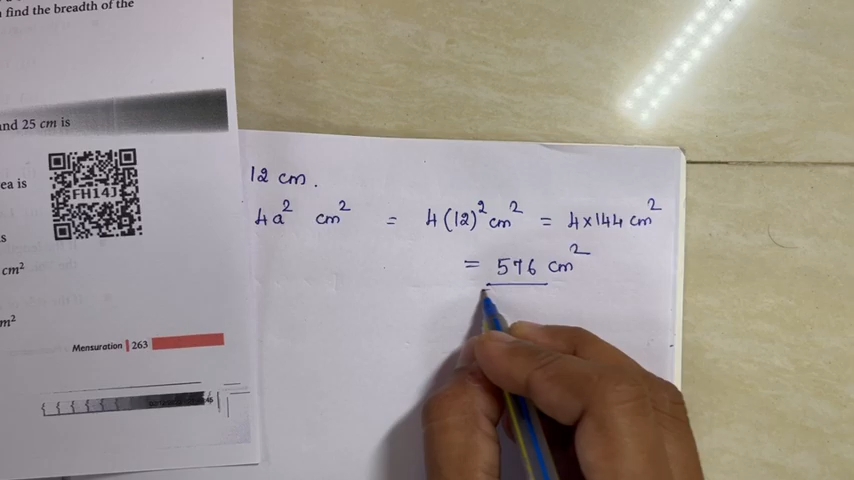 find the breadth of the
and 25 cm is
ea is
FH14J
cm²
m²
Mensuration 263
12 cm.
4a² cm² = 4(12)² cm² = 4×144 cm²
= 576 cm²